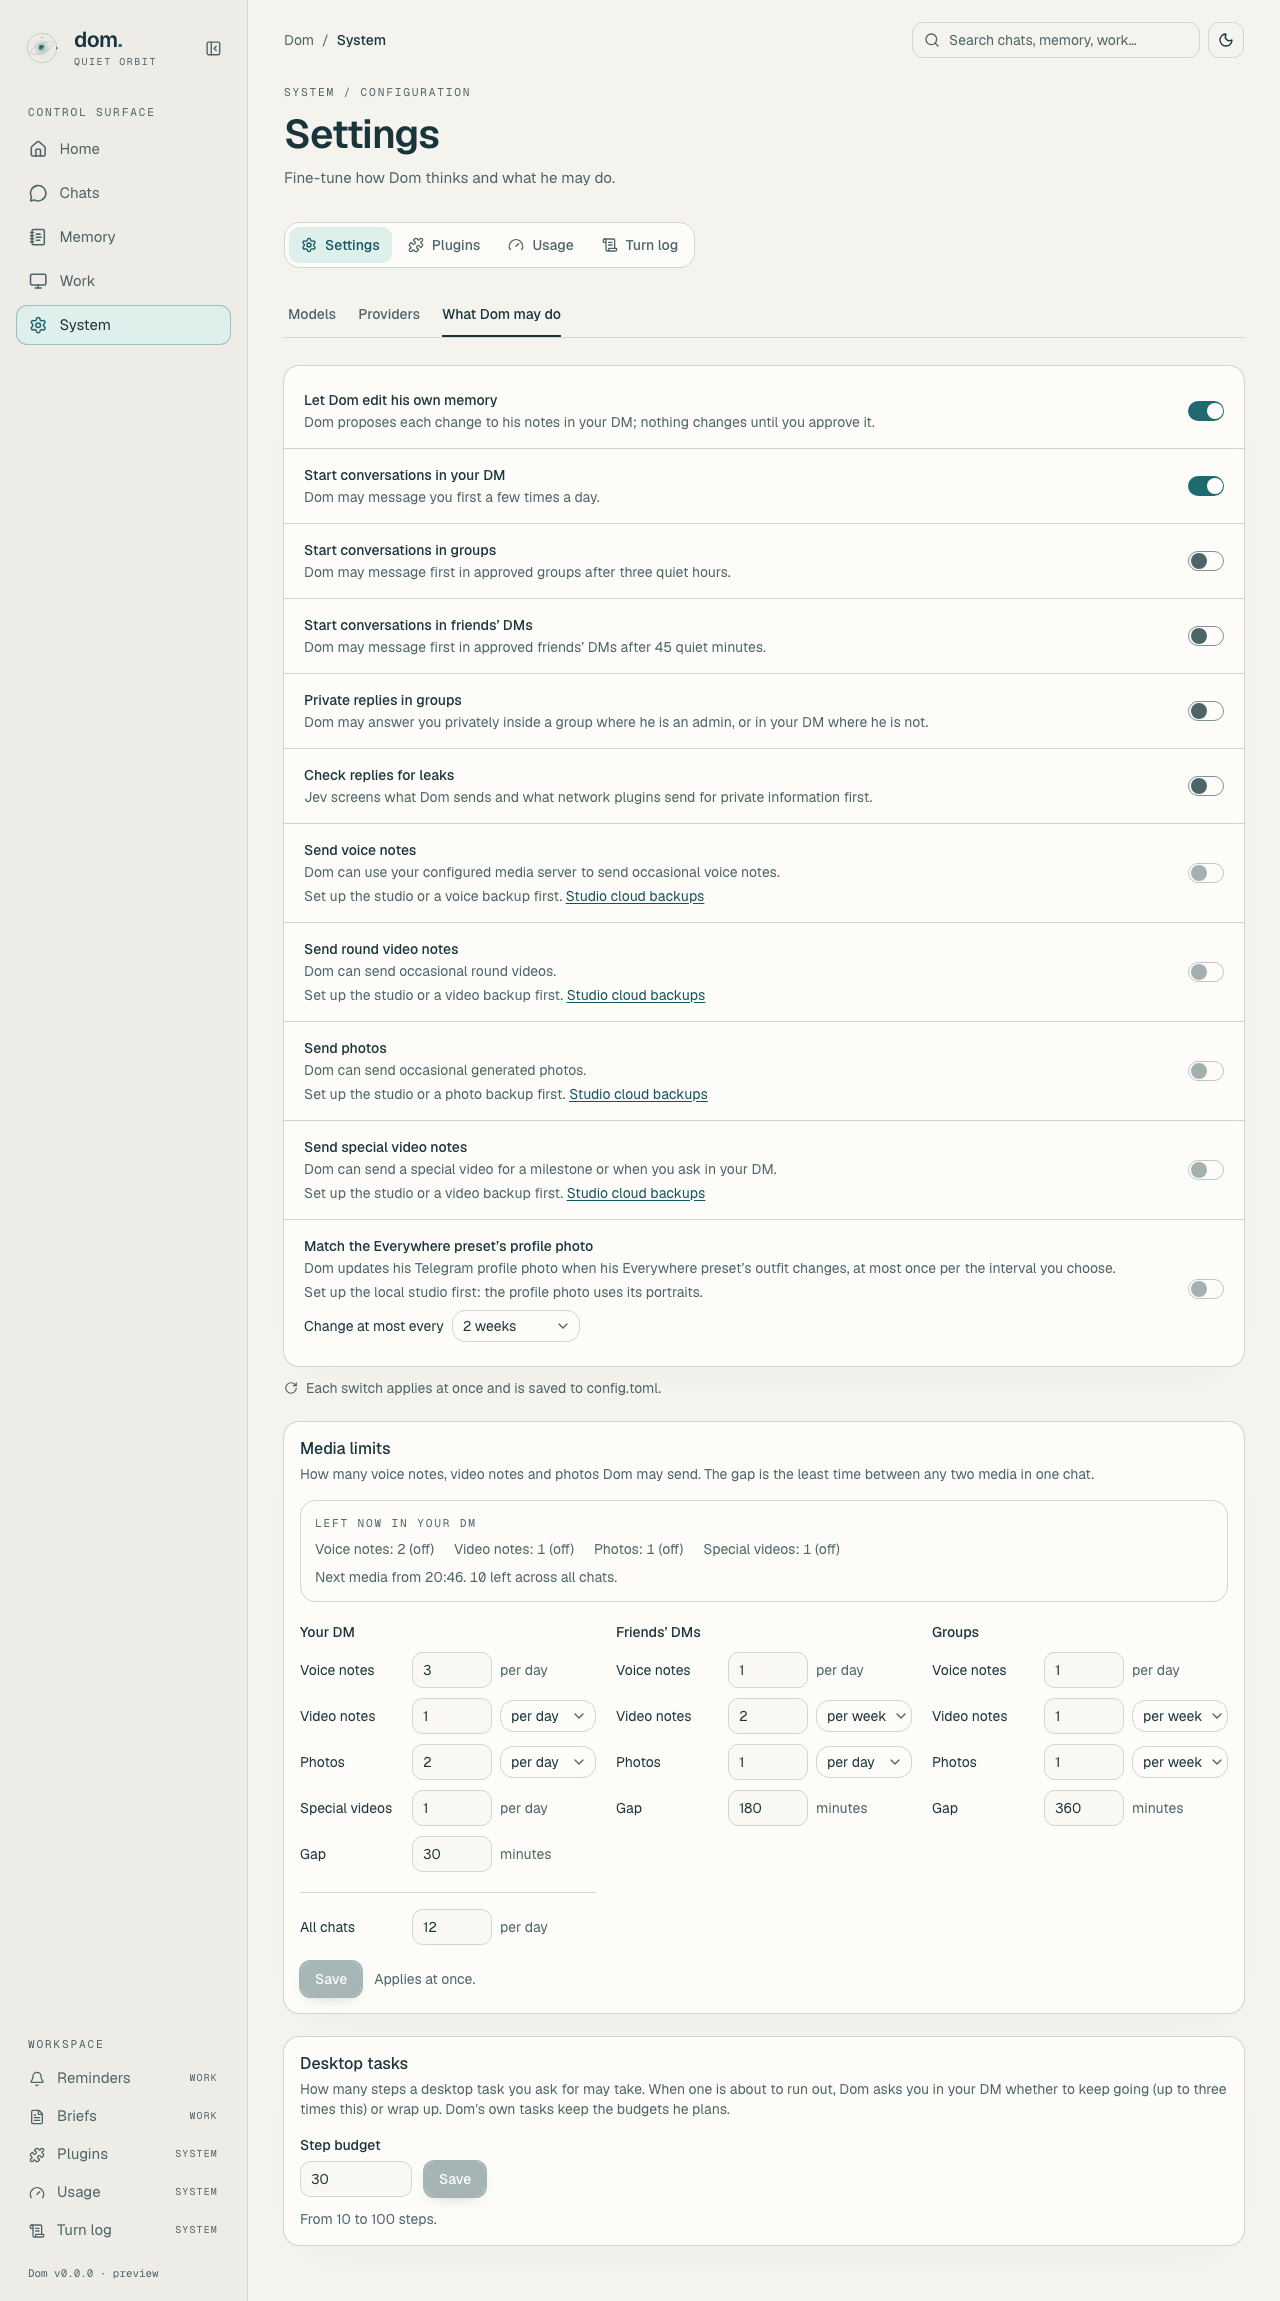 dom.
QUIET ORBIT
CONTROL SURFACE
Home
Chats
Memory
Work
System
Dom / System
Search chats, memory, work…
SYSTEM / CONFIGURATION
Settings
Fine-tune how Dom thinks and what he may do.
Settings
Plugins
Usage
Turn log
Models
Providers
What Dom may do
Let Dom edit his own memory
Dom proposes each change to his notes in your DM; nothing changes until you approve it.
Start conversations in your DM
Dom may message you first a few times a day.
Start conversations in groups
Dom may message first in approved groups after three quiet hours.
Start conversations in friends’ DMs
Dom may message first in approved friends’ DMs after 45 quiet minutes.
Private replies in groups
Dom may answer you privately inside a group where he is an admin, or in your DM where he is not.
Check replies for leaks
Jev screens what Dom sends and what network plugins send for private information first.
Send voice notes
Dom can use your configured media server to send occasional voice notes.
Set up the studio or a voice backup first. Studio cloud backups
Send round video notes
Dom can send occasional round videos.
Set up the studio or a video backup first. Studio cloud backups
Send photos
Dom can send occasional generated photos.
Set up the studio or a photo backup first. Studio cloud backups
Send special video notes
Dom can send a special video for a milestone or when you ask in your DM.
Set up the studio or a video backup first. Studio cloud backups
Match the Everywhere preset’s profile photo
Dom updates his Telegram profile photo when his Everywhere preset’s outfit changes, at most once per the interval you choose.
Set up the local studio first: the profile photo uses its portraits.
Change at most every 2 weeks
Each switch applies at once and is saved to config.toml.
Media limits
How many voice notes, video notes and photos Dom may send. The gap is the least time between any two media in one chat.
LEFT NOW IN YOUR DM
Voice notes: 2 (off) Video notes: 1 (off) Photos: 1 (off) Special videos: 1 (off)
Next media from 20:46. 10 left across all chats.
Your DM
Voice notes 3 per day
Video notes 1 per day
Photos 2 per day
Special videos 1 per day
Gap 30 minutes
All chats 12 per day
Friends’ DMs
Voice notes 1 per day
Video notes 2 per week
Photos 1 per day
Gap 180 minutes
Groups
Voice notes 1 per day
Video notes 1 per week
Photos 1 per week
Gap 360 minutes
Save Applies at once.
Desktop tasks
How many steps a desktop task you ask for may take. When one is about to run out, Dom asks you in your DM whether to keep going (up to three
times this) or wrap up. Dom’s own tasks keep the budgets he plans.
Step budget
30 Save
From 10 to 100 steps.
WORKSPACE
Reminders WORK
Briefs WORK
Plugins SYSTEM
Usage SYSTEM
Turn log SYSTEM
Dom v0.0.0 · preview